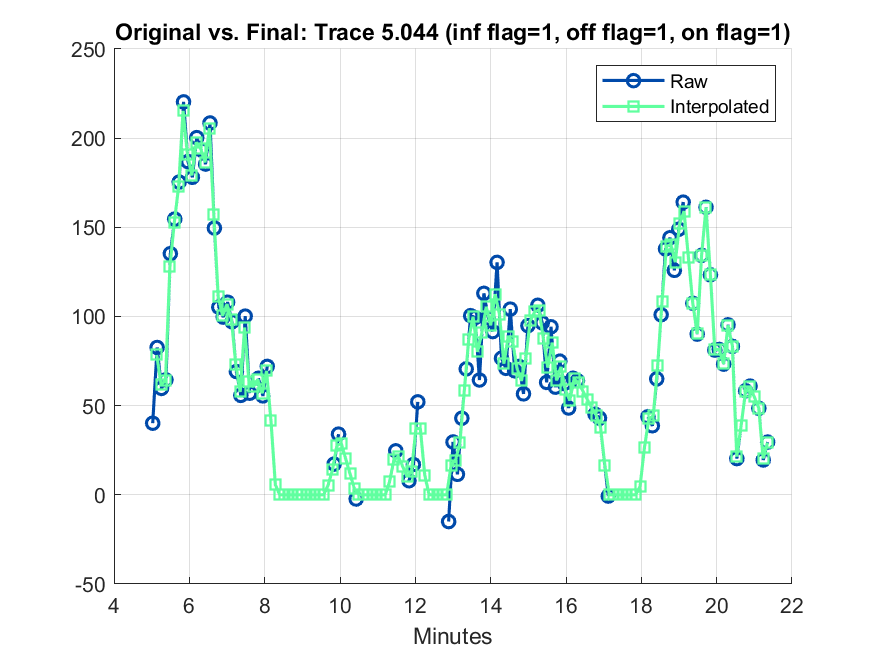 Original vs. Final: Trace 5.044 (inf flag=1, off flag=1, on flag=1)
250
200
150
100
50
0
-50
4 6 8 10 12 14 16 18 20 22
Minutes
Raw
Interpolated